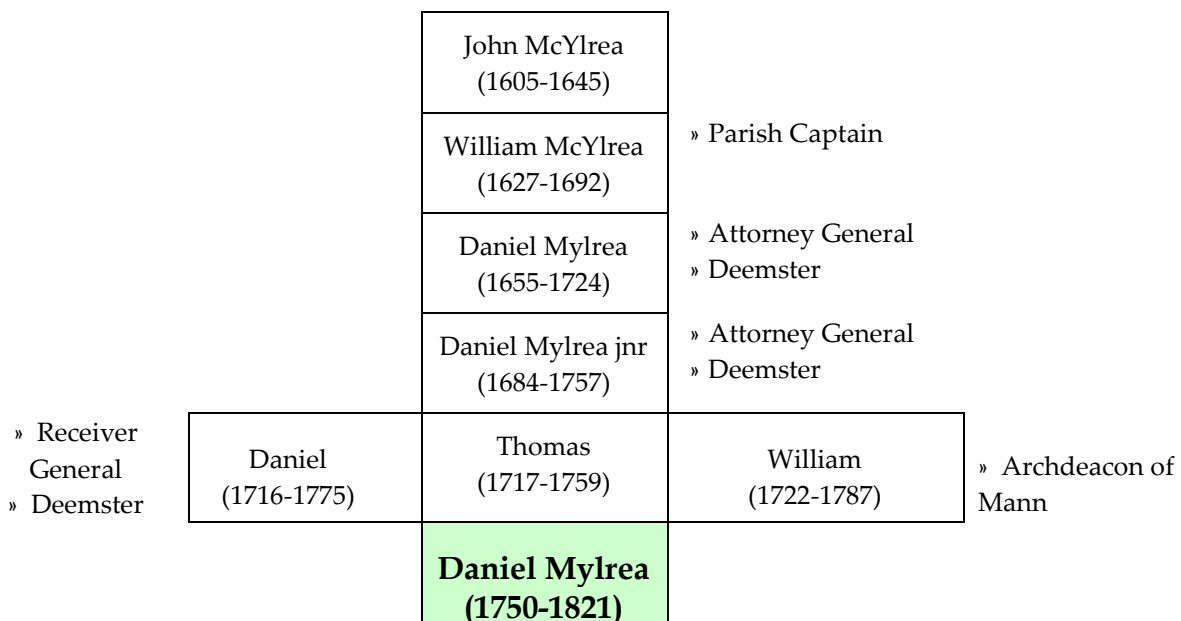 John McYlrea
(1605-1645)
William McYlrea
(1627-1692)
» Parish Captain
Daniel Mylrea
(1655-1724)
» Attorney General
» Deemster
Daniel Mylrea jnr
(1684-1757)
» Attorney General
» Deemster
» Receiver
General
» Deemster
Daniel
(1716-1775)
Thomas
(1717-1759)
William
(1722-1787)
» Archdeacon of
Mann
Daniel Mylrea
(1750-1821)